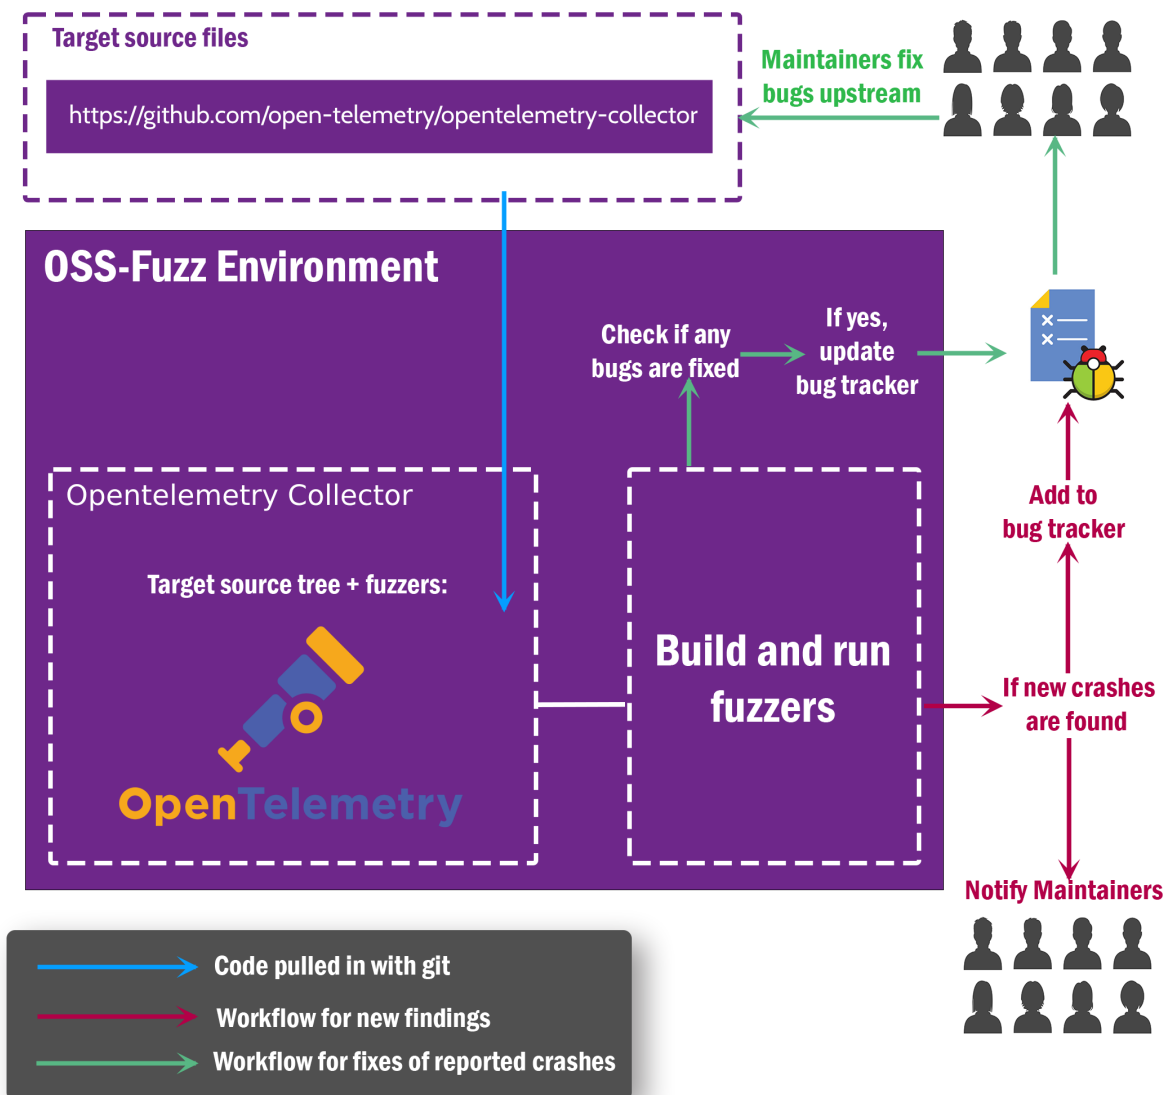 Target source files
https://github.com/open-telemetry/opentelemetry-collector
Maintainers fix
bugs upstream
OSS-Fuzz Environment
Check if any
bugs are fixed
If yes,
update
bug tracker
Opentelemetry Collector
Target source tree + fuzzers:
OpenTelemetry
Build and run
fuzzers
Add to
bug tracker
If new crashes
are found
Notify Maintainers
Code pulled in with git
Workflow for new findings
Workflow for fixes of reported crashes